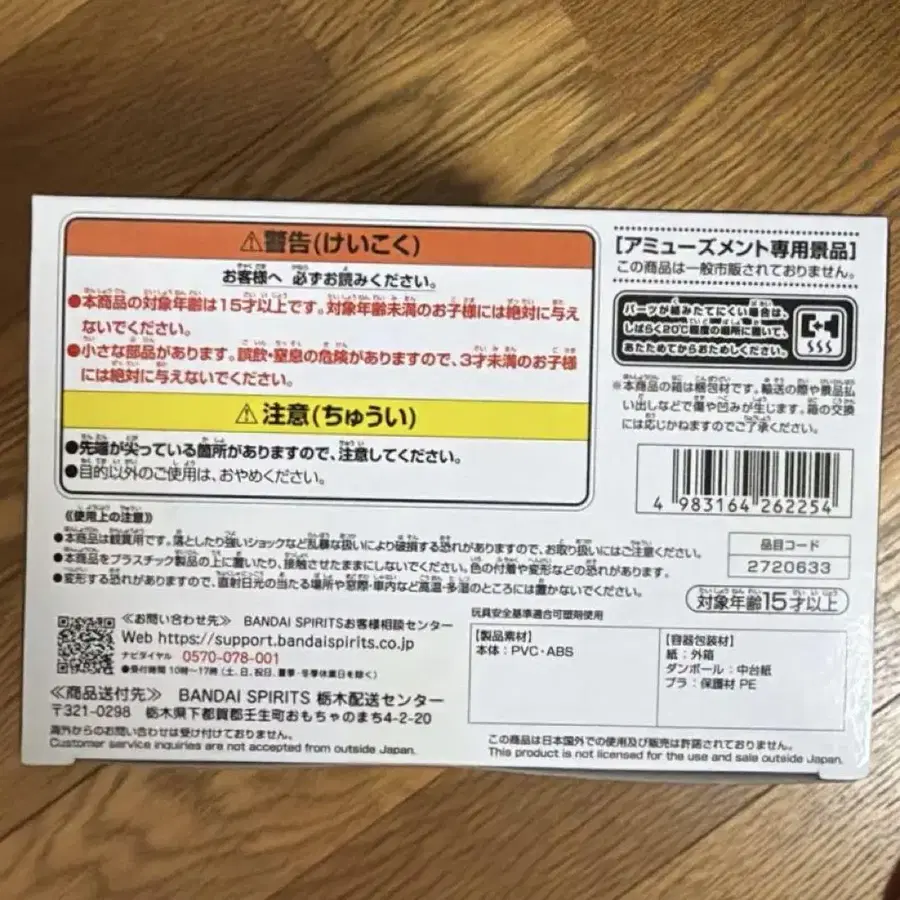 ⚠警告(けいこく)
お客様へ 必ずお読みください。
●本商品の対象年齢は15才以上です。対象年齢未満のお子様には絶対に与え
ないでください。
●小さな部品があります。誤飲・窒息の危険がありますので、3才未満のお子様
には絶対に与えないでください。
⚠注意(ちゅうい)
●先端が尖っている箇所がありますので、注意してください。
●目的以外のご使用は、おやめください。
《使用上の注意》
●本商品は観賞用です。落としたり強いショックなど乱暴な扱いにより破損する恐れがありますので、お取り扱いにはご注意ください。
●本商品をプラスチック製品の上に置いたり、接触させたままにしないでください。色の付着や変形などの恐れがあります。
●変形する恐れがありますので、直射日光の当たる場所や窓際・車内など高温・多湿のところには置かないでください。
≪お問い合わせ先≫ BANDAI SPIRITSお客様相談センター
Web https://support.bandaispirits.co.jp
ナビダイヤル 0570-078-001
●受付時間 10時〜17時(土、日、祝日、夏季・冬季休業日を除く)
≪商品送付先≫ BANDAI SPIRITS 栃木配送センター
〒321-0298 栃木県下都賀郡壬生町おもちゃのまち4-2-20
海外からのお問い合わせは受け付けておりません。
Customer service inquiries are not accepted from outside Japan.
[アミューズメント専用景品]
この商品は一般市販されておりません。
パーツが組みたてにくい場合は、
しばらく20℃程度の場所に置いて、
あたためてからおためしください。
※本商品の箱は梱包材です。輸送の際や景品払
い出しなどで傷や凹みが生じます。箱の交換
には応じかねますのでご了承ください。
4 983164 262254
品目コード
2720633
対象年齢15才以上
玩具安全基準適合可塑剤使用
【製品素材】
本体：PVC・ABS
【容器包装材】
紙：外箱
ダンボール：中台紙
プラ：保護材 PE
この商品は日本国外での使用及び販売は許諾されておりません。
This product is not licensed for the use and sale outside Japan.